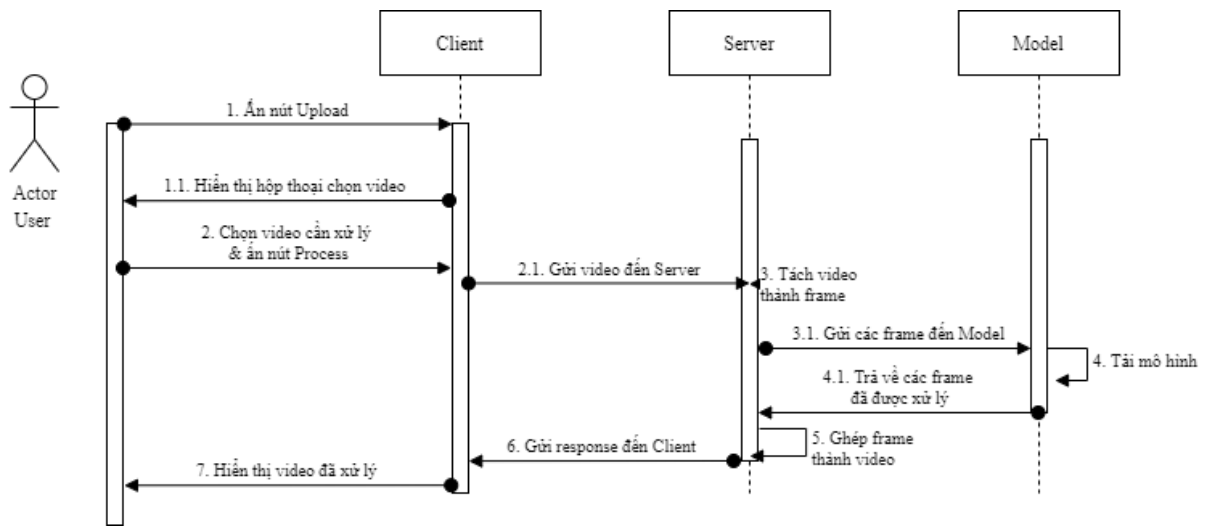 Client
Server
Model
Actor
User
1. Ấn nút Upload
1.1. Hiển thị hộp thoại chọn video
2. Chọn video cần xử lý
& ấn nút Process
2.1. Gửi video đến Server
3. Tách video
thành frame
3.1. Gửi các frame đến Model
4. Tải mô hình
4.1. Trả về các frame
đã được xử lý
5. Ghép frame
thành video
6. Gửi response đến Client
7. Hiển thị video đã xử lý